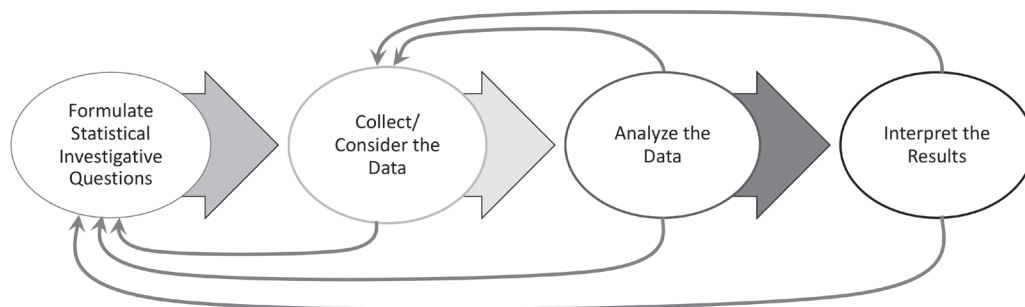 Formulate
Statistical
Investigative
Questions
Collect/
Consider the
Data
Analyze the
Data
Interpret the
Results